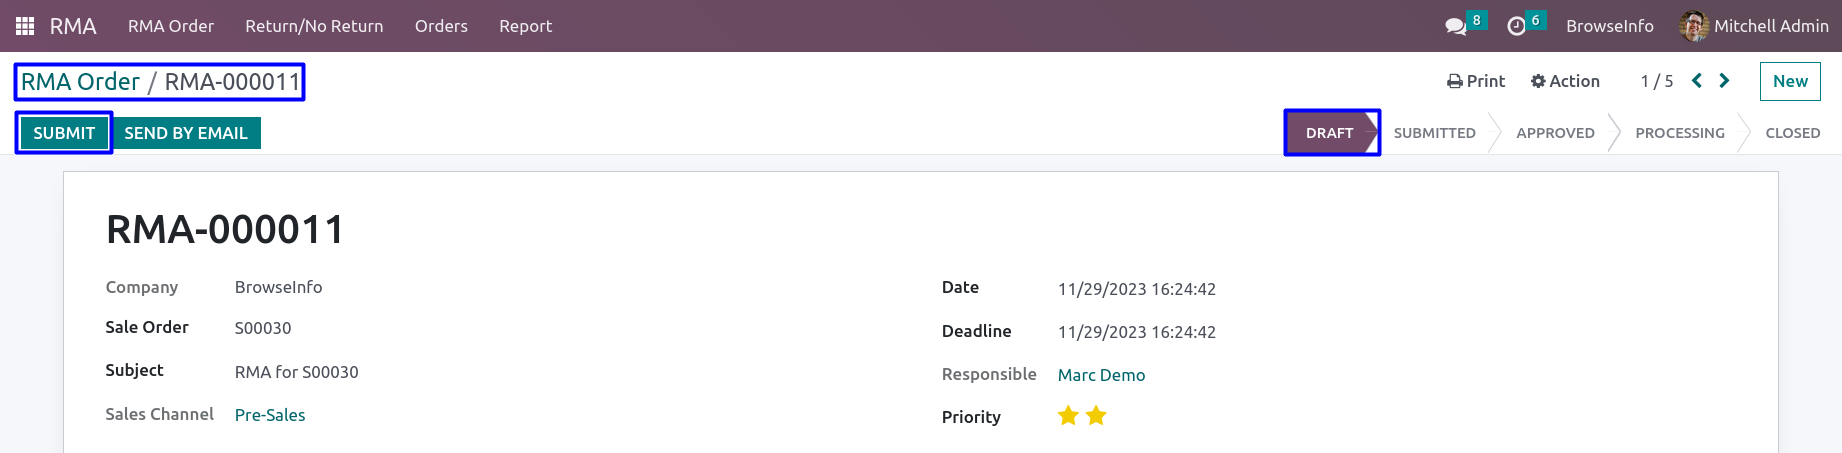 RMA RMA Order Return/No Return Orders Report 8 6 BrowseInfo Mitchell Admin
RMA Order / RMA-000011 Print Action 1 / 5 New
SUBMIT SEND BY EMAIL DRAFT SUBMITTED APPROVED PROCESSING CLOSED
RMA-000011
Company BrowseInfo Date 11/29/2023 16:24:42
Sale Order S00030 Deadline 11/29/2023 16:24:42
Subject RMA for S00030 Responsible Marc Demo
Sales Channel Pre-Sales Priority